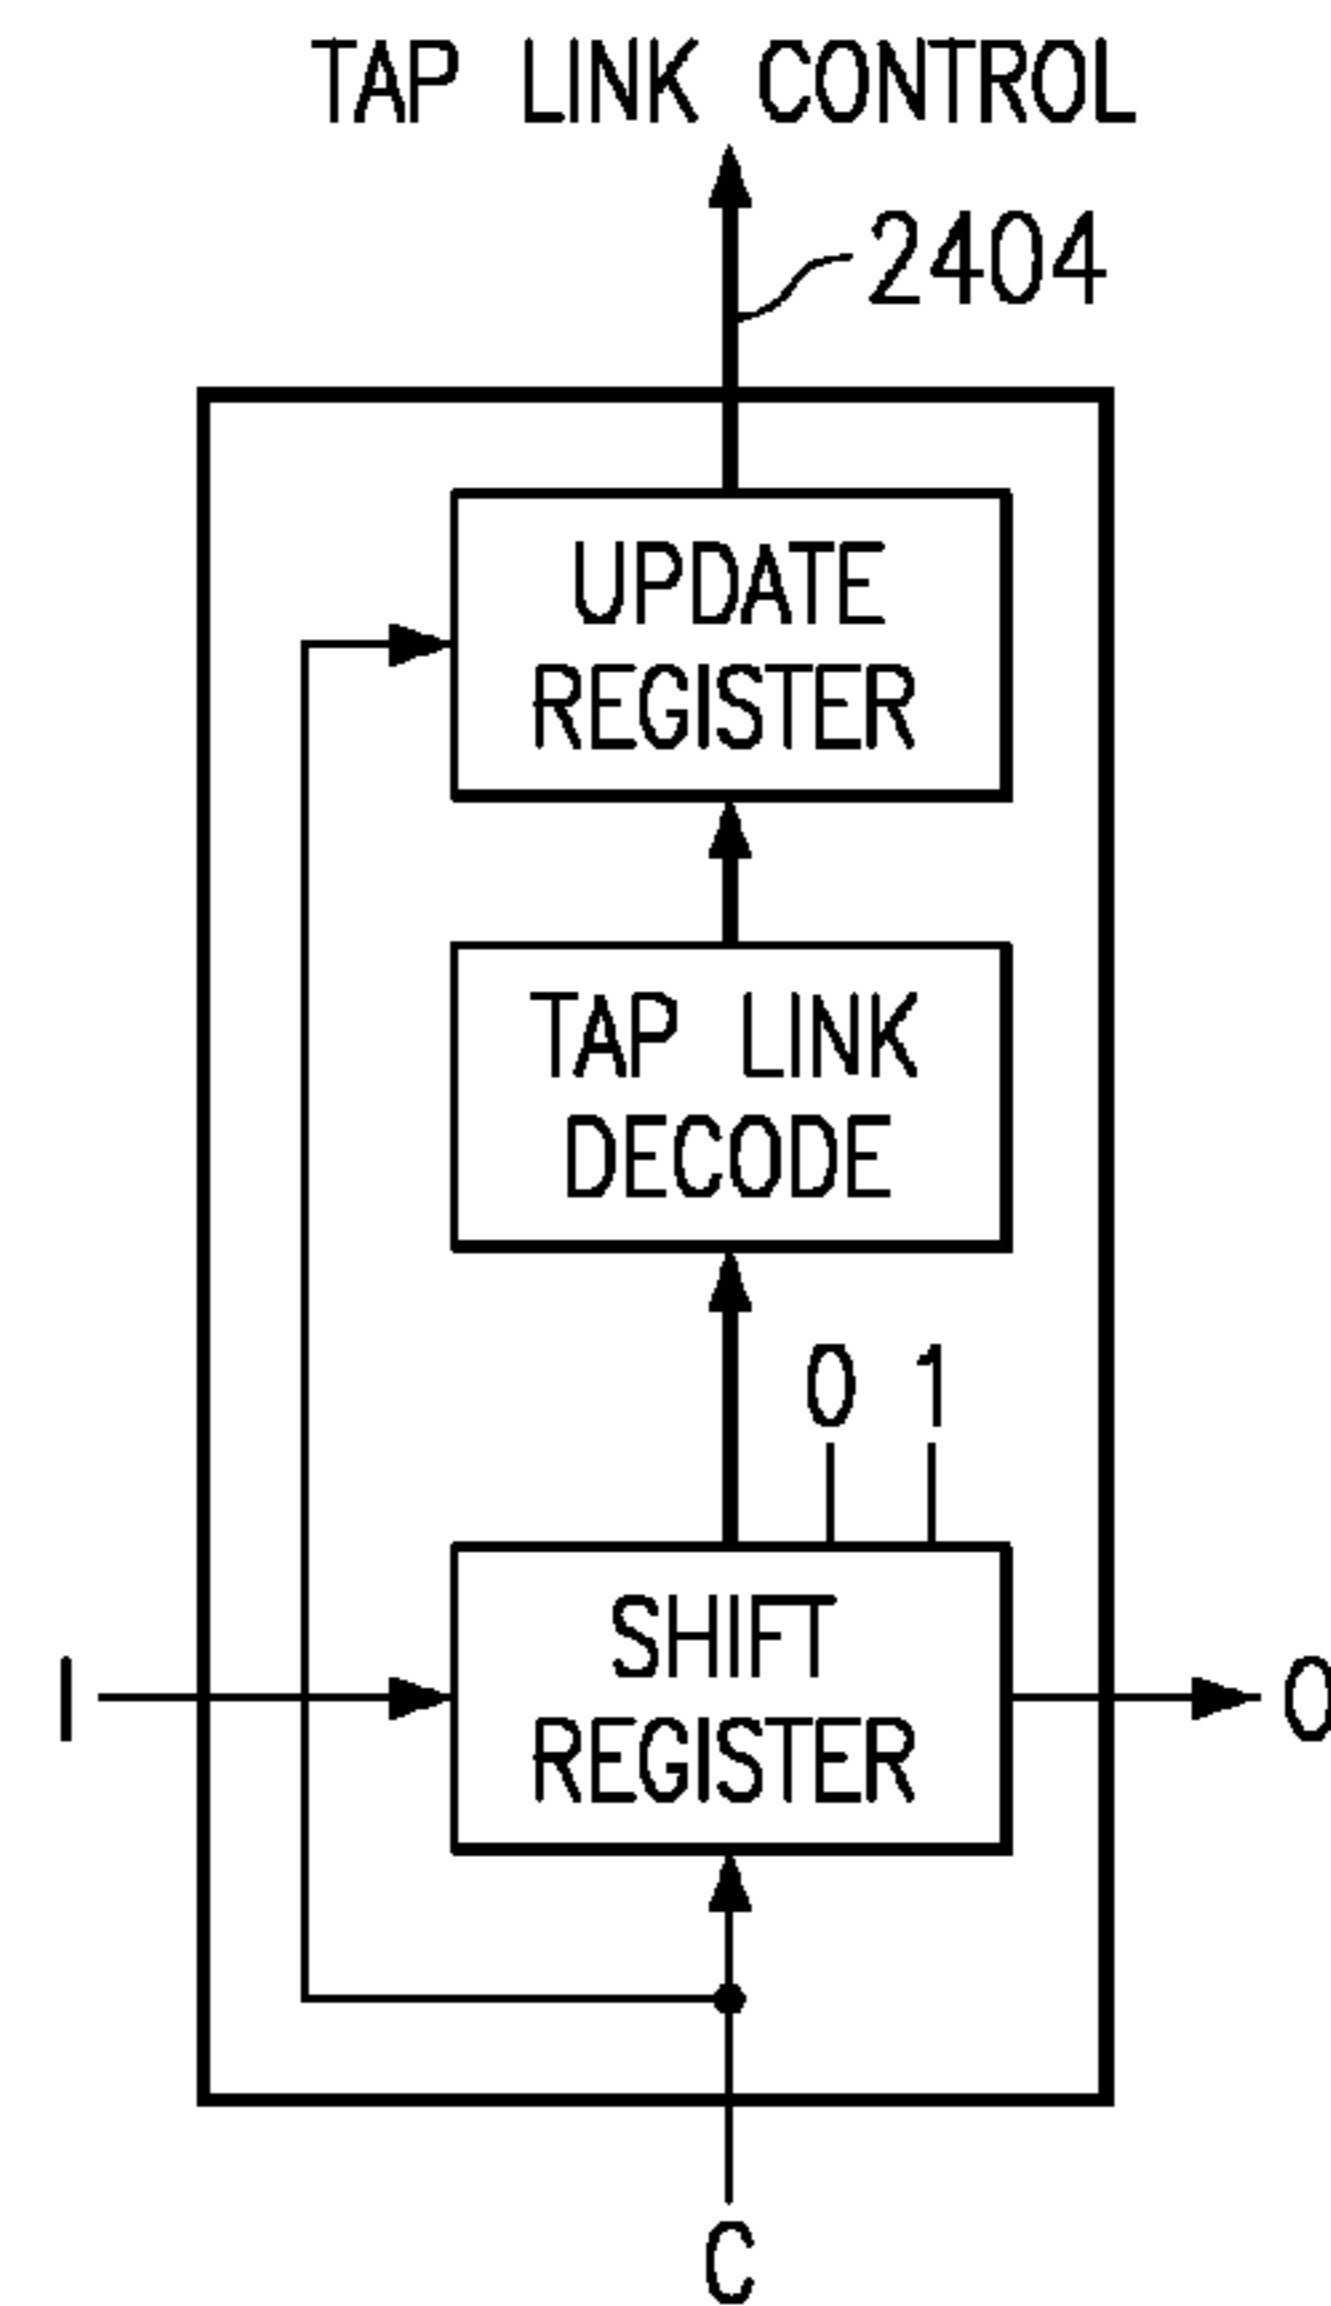 TAP LINK CONTROL
2404
UPDATE
REGISTER
TAP LINK
DECODE
0 1
SHIFT
REGISTER
I
O
C